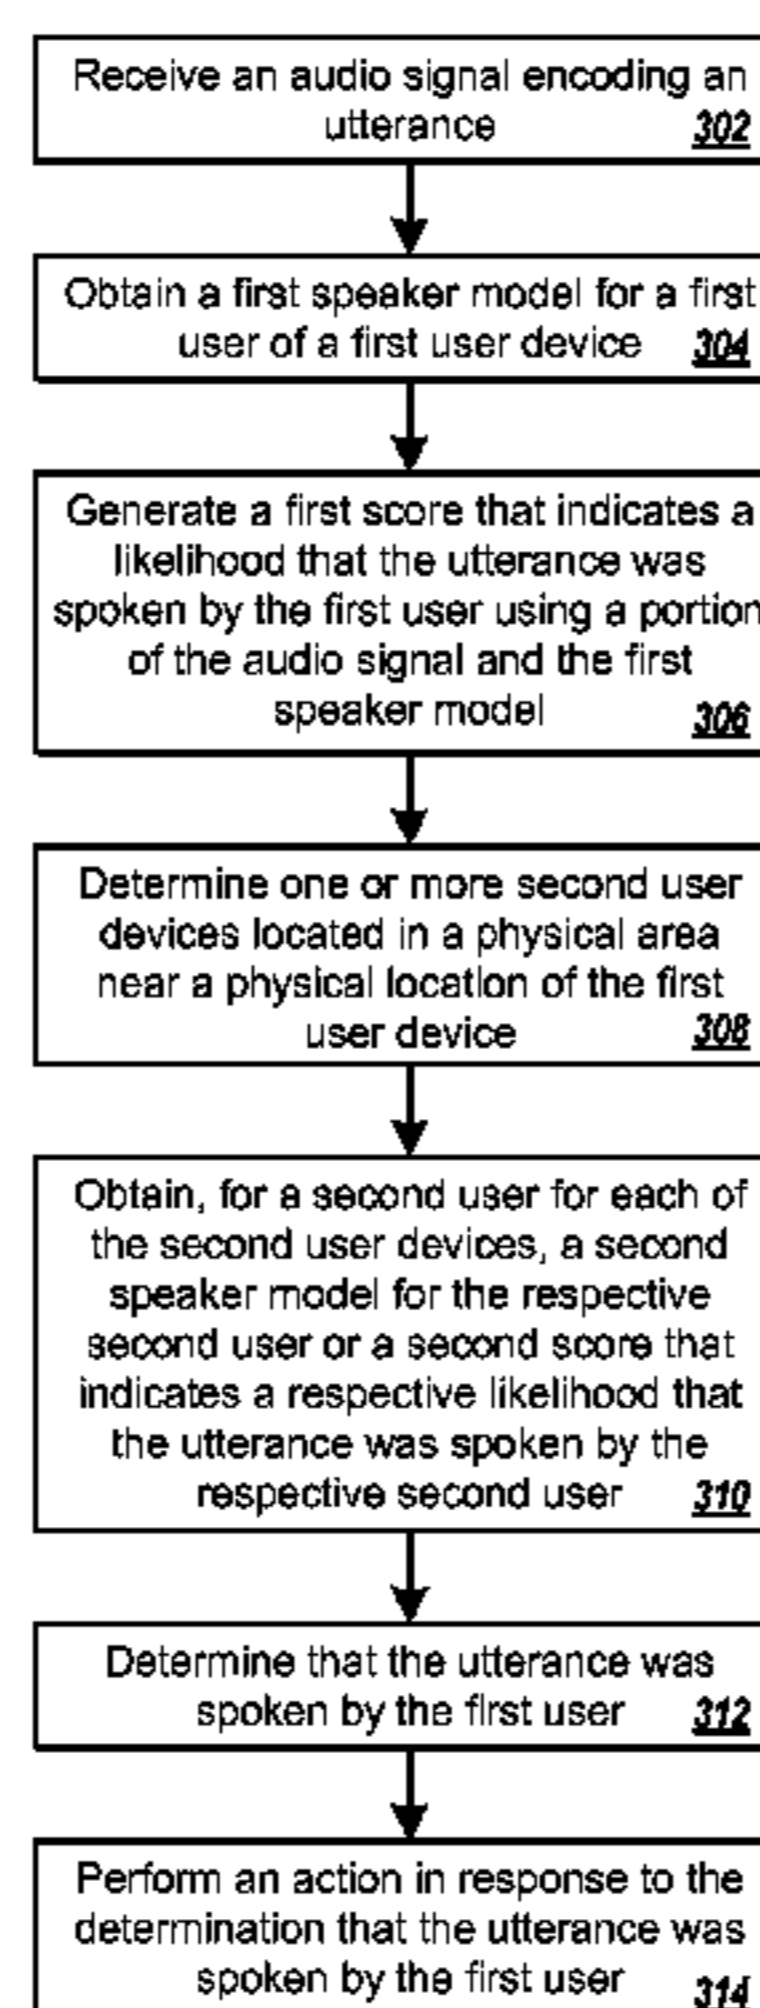 Receive an audio signal encoding an
utterance 302
Obtain a first speaker model for a first
user of a first user device 304
Generate a first score that indicates a
likelihood that the utterance was
spoken by the first user using a portion
of the audio signal and the first
speaker model 306
Determine one or more second user
devices located in a physical area
near a physical location of the first
user device 308
Obtain, for a second user for each of
the second user devices, a second
speaker model for the respective
second user or a second score that
indicates a respective likelihood that
the utterance was spoken by the
respective second user 310
Determine that the utterance was
spoken by the first user 312
Perform an action in response to the
determination that the utterance was
spoken by the first user 314